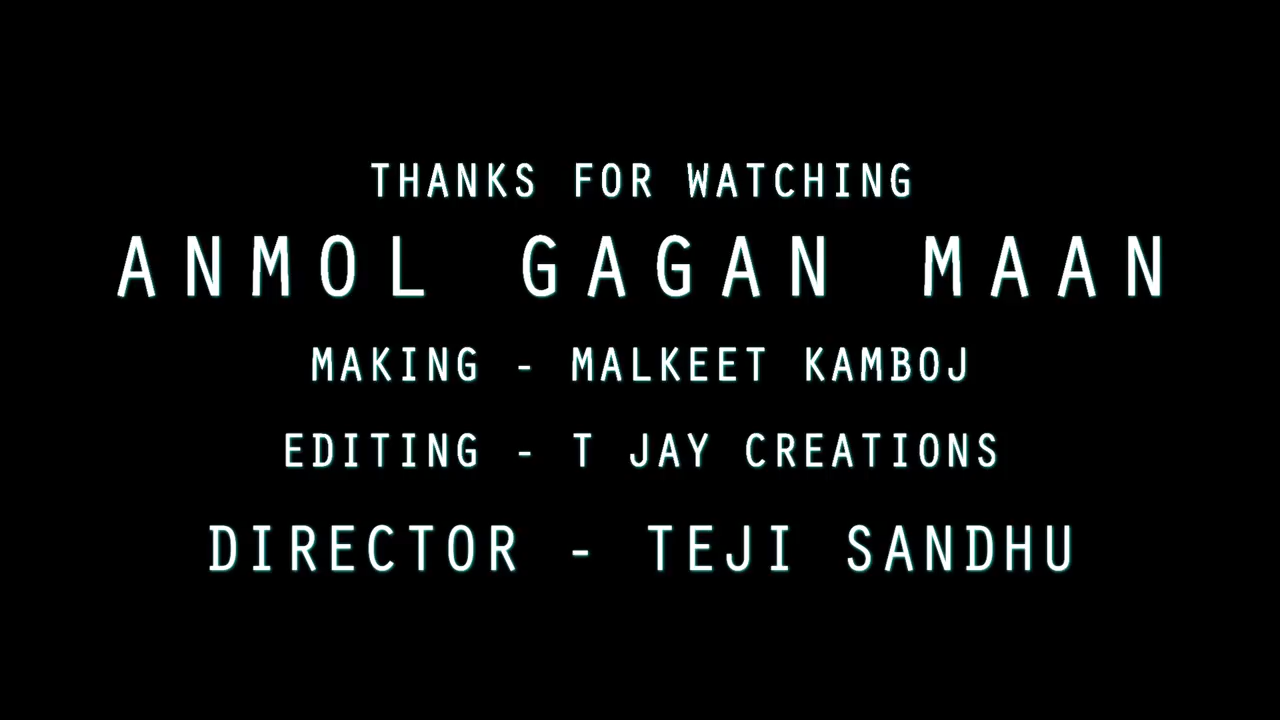 THANKS FOR WATCHING
ANMOL GAGAN MAAN
MAKING - MALKEET KAMBOJ
EDITING - T JAY CREATIONS
DIRECTOR - TEJI SANDHU